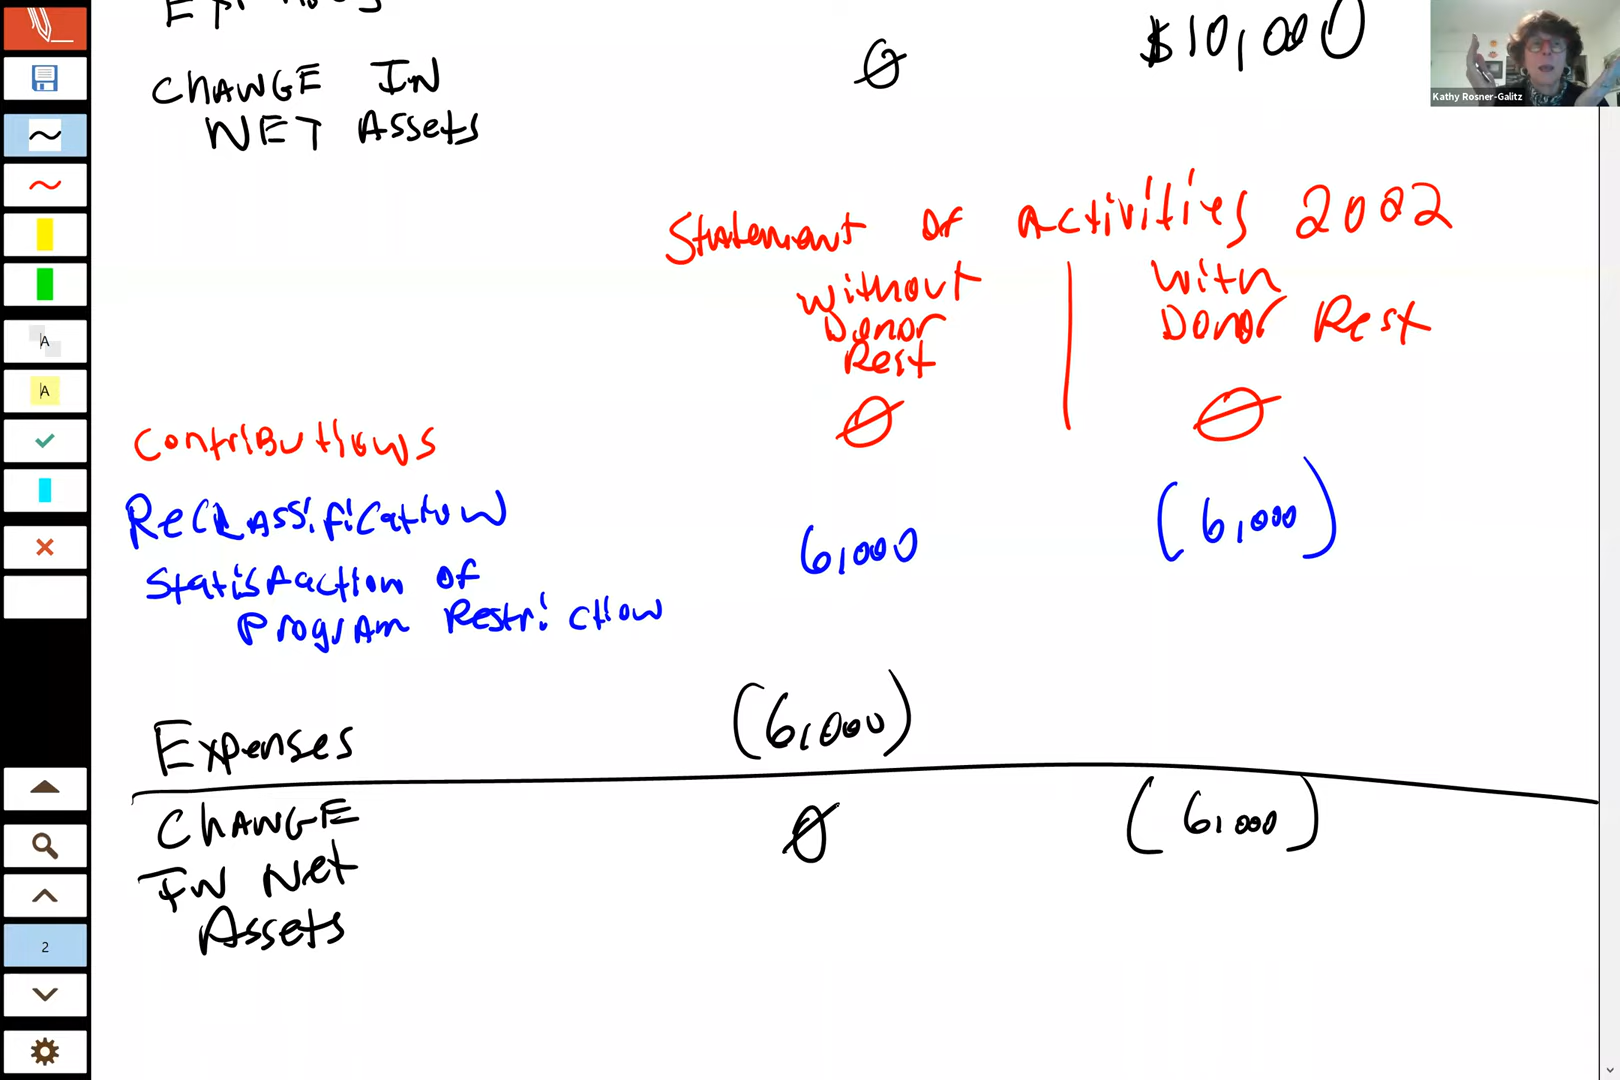 Expenses
Ø $10,000
CHANGE IN
NET Assets
Kathy Rosner-Galitz
Statement of Activities 2022
Without
Donor
Rest
With
Donor Rest
Contributions Ø Ø
Reclassification
Statisfaction of
Program Restriction
6,000 (6,000)
Expenses (6,000)
Change
In Net
Assets
Ø (6,000)
A
A
2